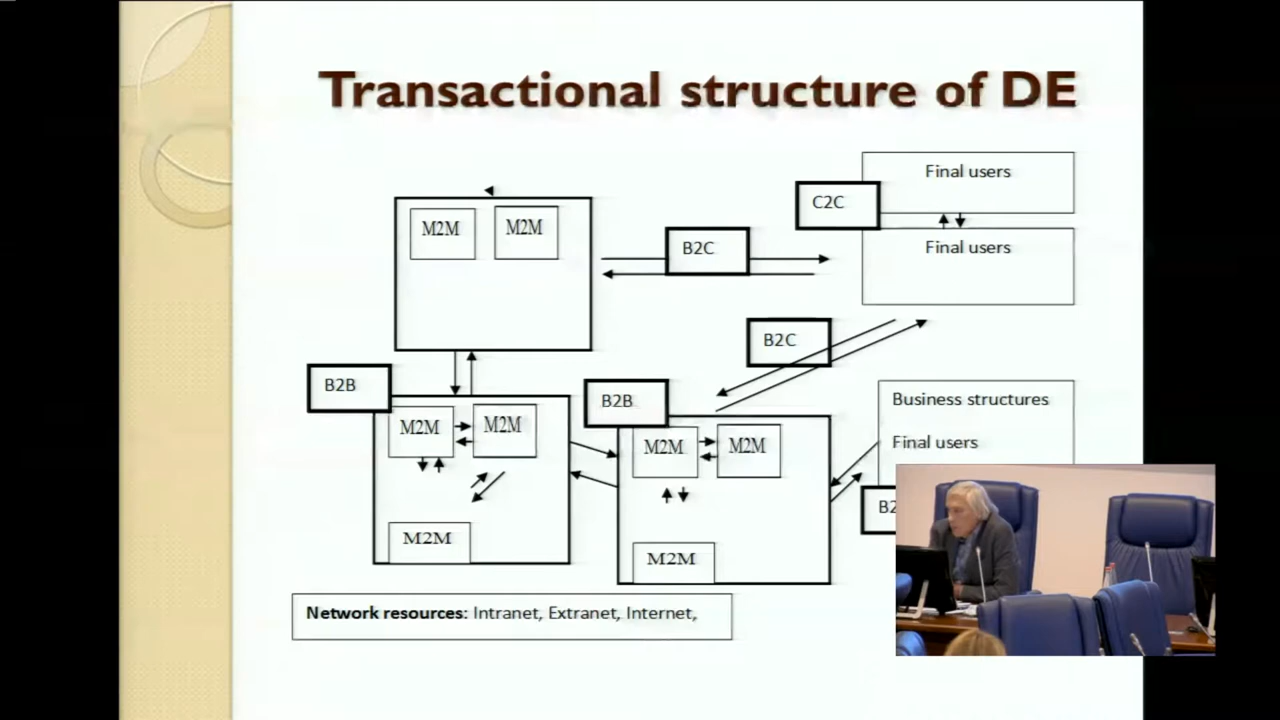 Transactional structure of DE
Final users
C2C
M2M M2M
B2C
Final users
B2C
B2B
B2B
Business structures
M2M M2M
M2M M2M
Final users
M2M
M2M
Network resources: Intranet, Extranet, Internet,